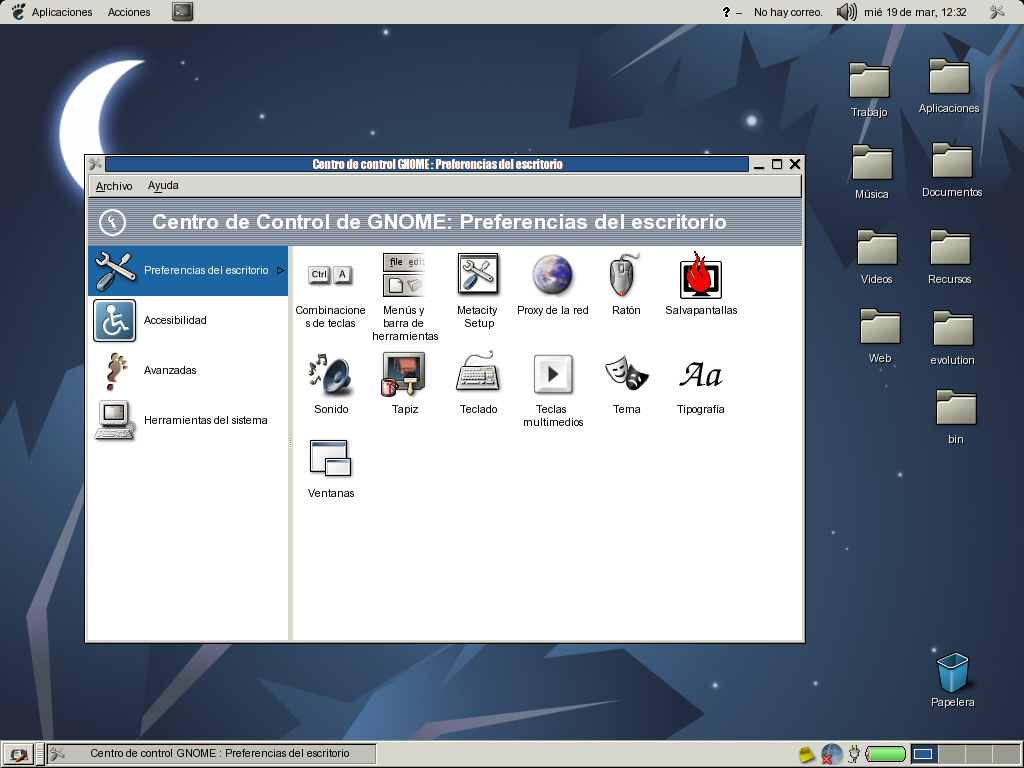 Aplicaciones Acciones ? – No hay correo. mié 19 de mar, 12:32
Trabajo
Aplicaciones
Música
Documentos
Videos
Recursos
Web
evolution
bin
Papelera
Centro de control GNOME : Preferencias del escritorio
Archivo Ayuda
Centro de Control de GNOME: Preferencias del escritorio
Preferencias del escritorio
Accesibilidad
Avanzadas
Herramientas del sistema
Ctrl A
file edit
Combinacione
s de teclas
Menús y
barra de
herramientas
Metacity
Setup
Proxy de la red
Ratón
Salvapantallas
Sonido
Tapiz
Teclado
Teclas
multimedios
Tema
Aa
Tipografía
Ventanas
Centro de control GNOME : Preferencias del escritorio